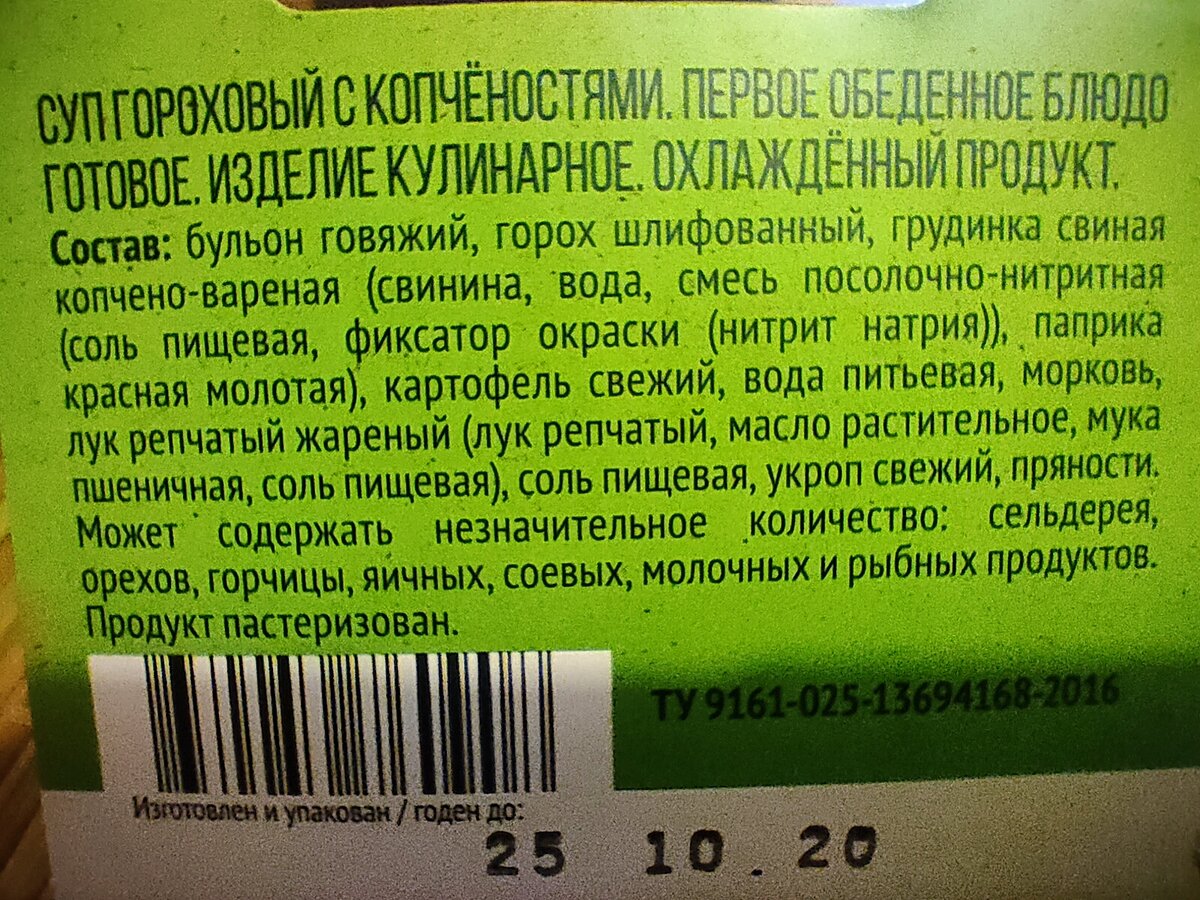 СУП ГОРОХОВЫЙ С КОПЧЁНОСТЯМИ. ПЕРВОЕ ОБЕДЕННОЕ БЛЮДО
ГОТОВОЕ. ИЗДЕЛИЕ КУЛИНАРНОЕ. ОХЛАЖДЁННЫЙ ПРОДУКТ.
Состав: бульон говяжий, горох шлифованный, грудинка свиная
копчено-вареная (свинина, вода, смесь посолочно-нитритная
(соль пищевая, фиксатор окраски (нитрит натрия)), паприка
красная молотая), картофель свежий, вода питьевая, морковь,
лук репчатый жареный (лук репчатый, масло растительное, мука
пшеничная, соль пищевая), соль пищевая, укроп свежий, пряности.
Может содержать незначительное количество: сельдерея,
орехов, горчицы, яичных, соевых, молочных и рыбных продуктов.
Продукт пастеризован.
ТУ 9161-025-13694168-2016
Изготовлен и упакован / годен до:
25 10.20